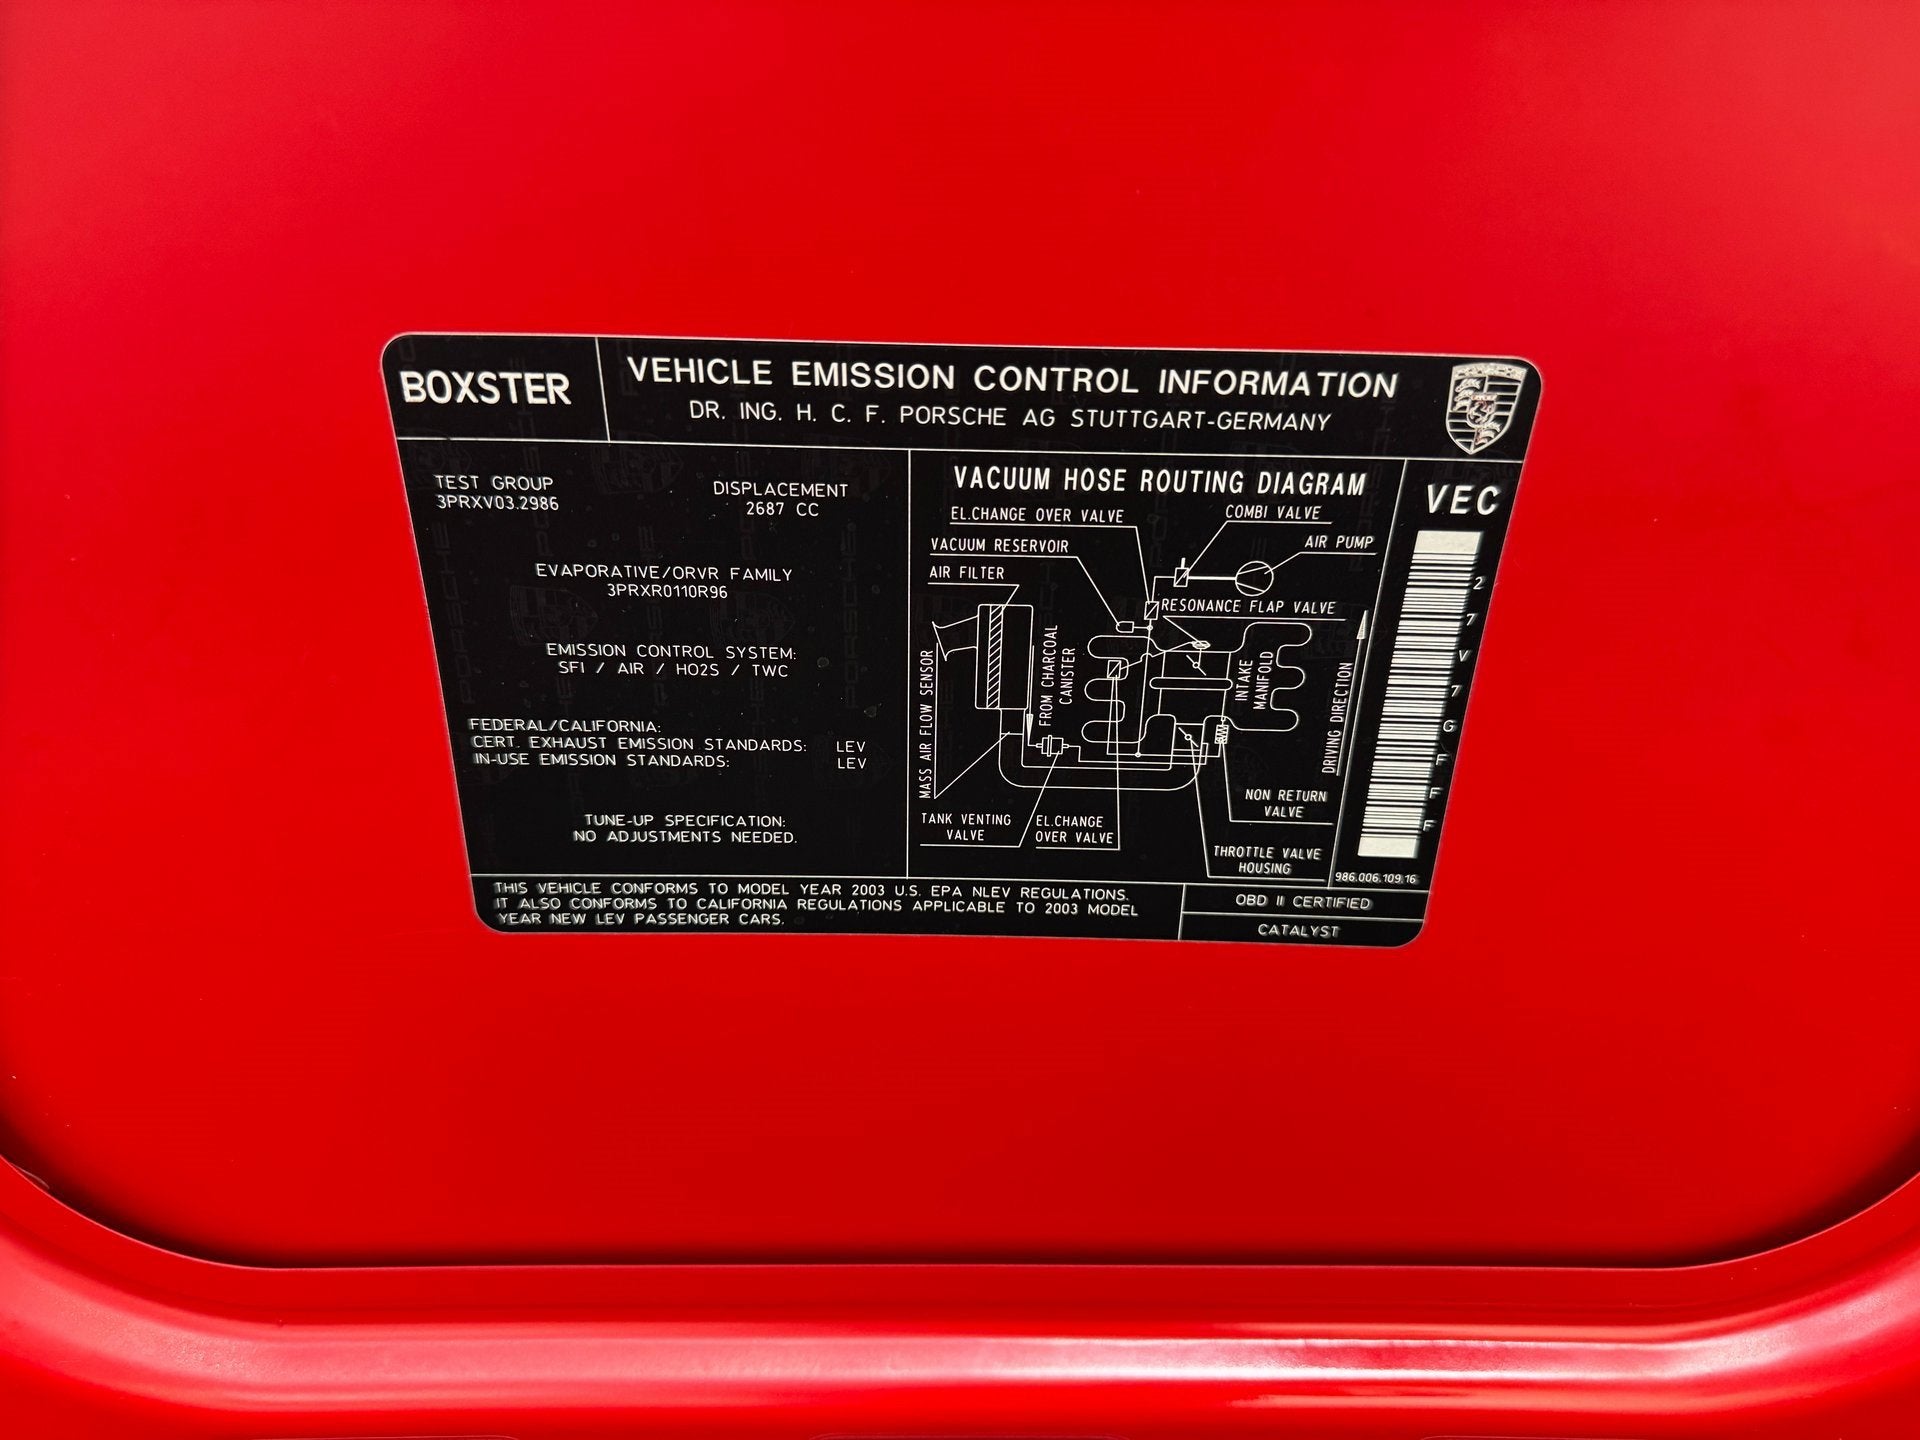 BOXSTER
VEHICLE EMISSION CONTROL INFORMATION
DR. ING. H. C. F. PORSCHE AG STUTTGART-GERMANY
TEST GROUP
3PRXV03.2986
DISPLACEMENT
2687 CC
EVAPORATIVE/ORVR FAMILY
3PRXR0110R96
EMISSION CONTROL SYSTEM:
SFI / AIR / HO2S / TWC
FEDERAL/CALIFORNIA:
CERT. EXHAUST EMISSION STANDARDS: LEV
IN-USE EMISSION STANDARDS: LEV
TUNE-UP SPECIFICATION:
NO ADJUSTMENTS NEEDED.
VACUUM HOSE ROUTING DIAGRAM
EL.CHANGE OVER VALVE
COMBI VALVE
VACUUM RESERVOIR
AIR PUMP
AIR FILTER
RESONANCE FLAP VALVE
MASS AIR FLOW SENSOR
FROM CHARCOAL
CANISTER
INTAKE
MANIFOLD
DRIVING DIRECTION
NON RETURN
VALVE
TANK VENTING
VALVE
EL.CHANGE
OVER VALVE
THROTTLE VALVE
HOUSING
VEC
2
7
V
7
G
F
F
F
986.006.109.16
THIS VEHICLE CONFORMS TO MODEL YEAR 2003 U.S. EPA NLEV REGULATIONS.
IT ALSO CONFORMS TO CALIFORNIA REGULATIONS APPLICABLE TO 2003 MODEL
YEAR NEW LEV PASSENGER CARS.
OBD II CERTIFIED
CATALYST